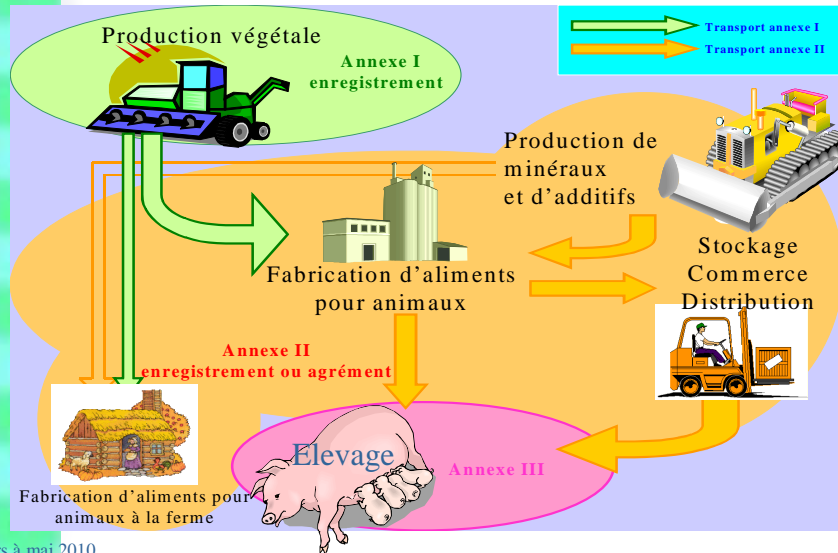 Production végétale
Annexe I
enregistrement
Transport annexe I
Transport annexe II
Production de
minéraux
et d'additifs
Stockage
Commerce
Distribution
Fabrication d'aliments
pour animaux
Annexe II
enregistrement ou agrément
Elevage
Annexe III
Fabrication d'aliments pour
animaux à la ferme
à mai 2010